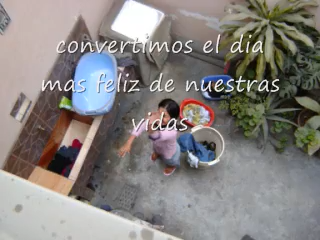 convertimos el dia
mas feliz de nuestras
vidas